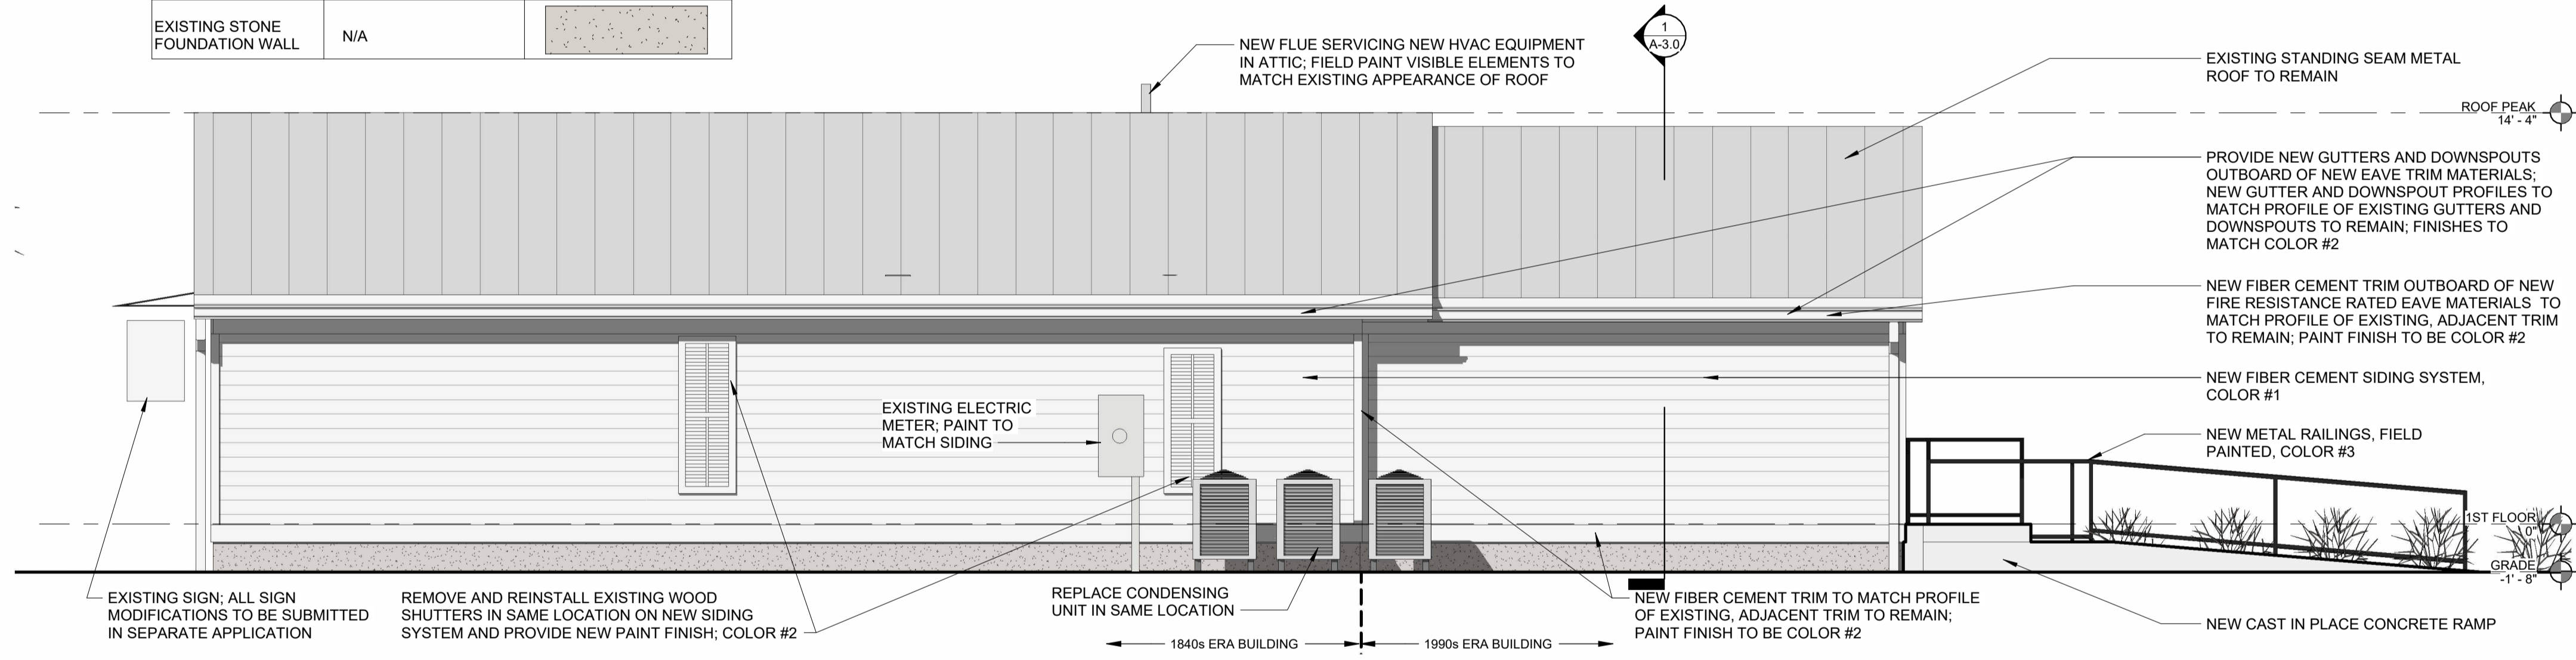 EXISTING STONE
FOUNDATION WALL
N/A
NEW FLUE SERVICING NEW HVAC EQUIPMENT
IN ATTIC; FIELD PAINT VISIBLE ELEMENTS TO
MATCH EXISTING APPEARANCE OF ROOF
1
A-3.0
EXISTING STANDING SEAM METAL
ROOF TO REMAIN
ROOF PEAK
14' - 4"
PROVIDE NEW GUTTERS AND DOWNSPOUTS
OUTBOARD OF NEW EAVE TRIM MATERIALS;
NEW GUTTER AND DOWNSPOUT PROFILES TO
MATCH PROFILE OF EXISTING GUTTERS AND
DOWNSPOUTS TO REMAIN; FINISHES TO
MATCH COLOR #2
NEW FIBER CEMENT TRIM OUTBOARD OF NEW
FIRE RESISTANCE RATED EAVE MATERIALS TO
MATCH PROFILE OF EXISTING, ADJACENT TRIM
TO REMAIN; PAINT FINISH TO BE COLOR #2
NEW FIBER CEMENT SIDING SYSTEM,
COLOR #1
EXISTING ELECTRIC
METER; PAINT TO
MATCH SIDING
NEW METAL RAILINGS, FIELD
PAINTED, COLOR #3
1ST FLOOR
0"
GRADE
-1' - 8"
EXISTING SIGN; ALL SIGN
MODIFICATIONS TO BE SUBMITTED
IN SEPARATE APPLICATION
REMOVE AND REINSTALL EXISTING WOOD
SHUTTERS IN SAME LOCATION ON NEW SIDING
SYSTEM AND PROVIDE NEW PAINT FINISH; COLOR #2
REPLACE CONDENSING
UNIT IN SAME LOCATION
NEW FIBER CEMENT TRIM TO MATCH PROFILE
OF EXISTING, ADJACENT TRIM TO REMAIN;
PAINT FINISH TO BE COLOR #2
NEW CAST IN PLACE CONCRETE RAMP
1840s ERA BUILDING
1990s ERA BUILDING